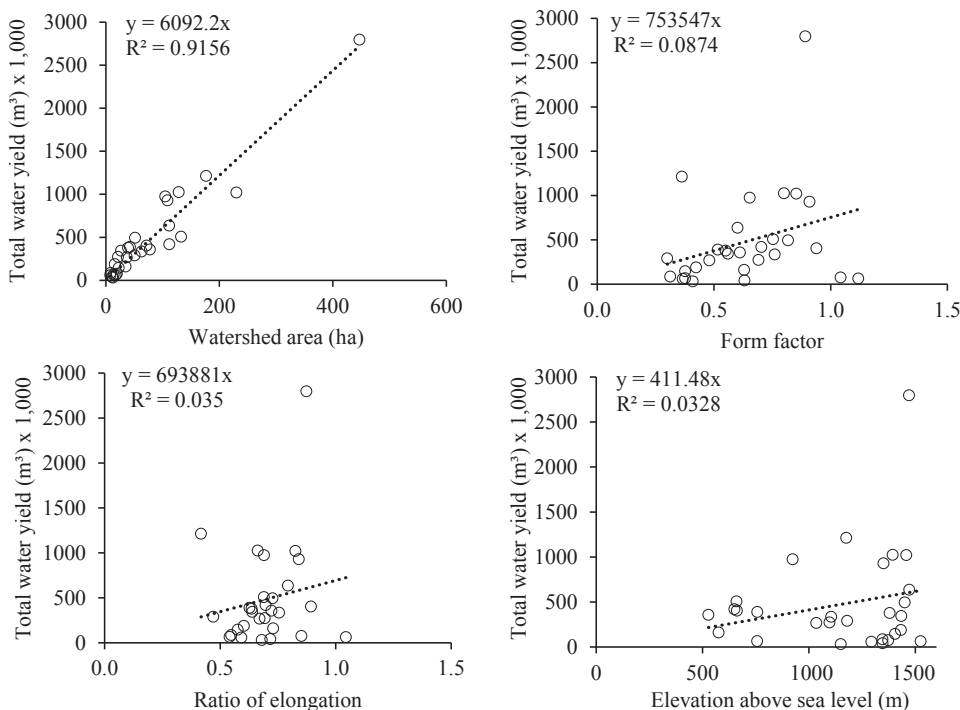 y = 6092.2x
R² = 0.9156
Total water yield (m³) x 1,000
3000
2500
2000
1500
1000
500
0
0
200
400
600
Watershed area (ha)
y = 753547x
R² = 0.0874
Total water yield (m³) x 1,000
3000
2500
2000
1500
1000
500
0
0.0
0.5
1.0
1.5
Form factor
y = 693881x
R² = 0.035
Total water yield (m³) x 1,000
3000
2500
2000
1500
1000
500
0
0.0
0.5
1.0
1.5
Ratio of elongation
y = 411.48x
R² = 0.0328
Total water yield (m³) x 1,000
3000
2500
2000
1500
1000
500
0
0
500
1000
1500
Elevation above sea level (m)